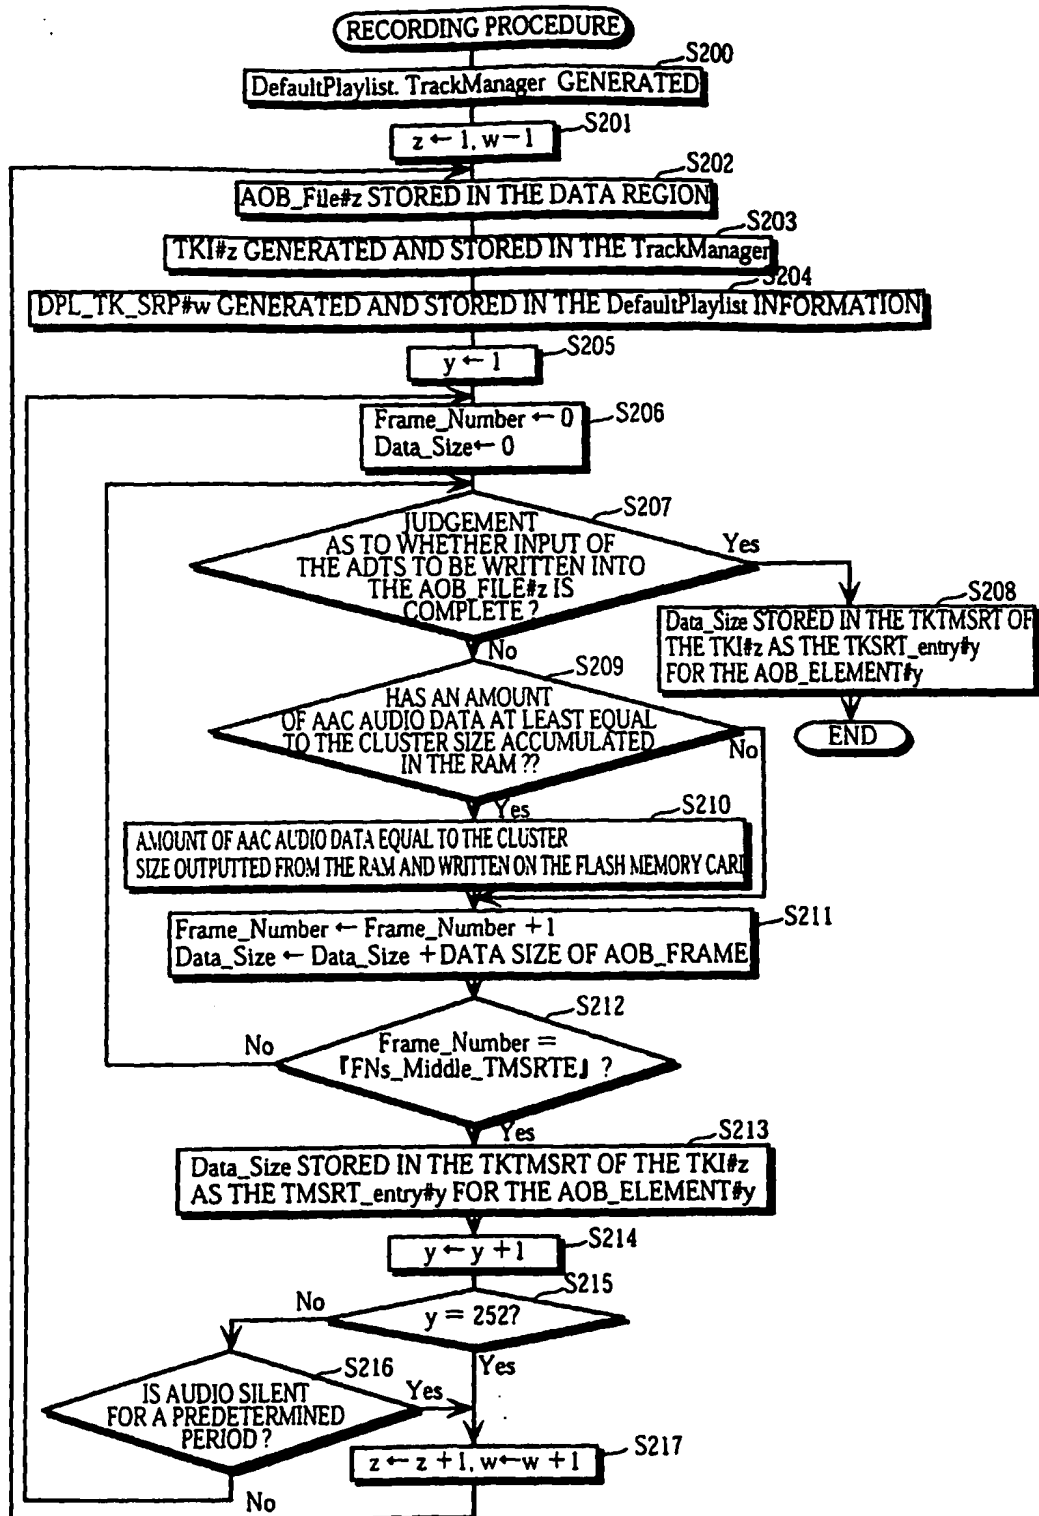 RECORDING PROCEDURE
S200
DefaultPlaylist. TrackManager GENERATED
S201
z ← 1, w－1
S202
AOB_File#z STORED IN THE DATA REGION
S203
TKI#z GENERATED AND STORED IN THE TrackManager
S204
DPL_TK_SRP#w GENERATED AND STORED IN THE DefaultPlaylist INFORMATION
S205
y ← 1
S206
Frame_Number ← 0
Data_Size← 0
S207
JUDGEMENT
AS TO WHETHER INPUT OF
THE ADTS TO BE WRITTEN INTO
THE AOB_FILE#z IS
COMPLETE ?
Yes
No
S208
Data_Size STORED IN THE TKTMSRT OF
THE TKI#z AS THE TKSRT_entry#y
FOR THE AOB_ELEMENT#y
END
S209
HAS AN AMOUNT
OF AAC AUDIO DATA AT LEAST EQUAL
TO THE CLUSTER SIZE ACCUMULATED
IN THE RAM ??
No
Yes
S210
AMOUNT OF AAC AUDIO DATA EQUAL TO THE CLUSTER
SIZE OUTPUTTED FROM THE RAM AND WRITTEN ON THE FLASH MEMORY CARD
S211
Frame_Number ← Frame_Number +1
Data_Size ← Data_Size +DATA SIZE OF AOB_FRAME
S212
Frame_Number =
『FNs_Middle_TMSRTE』 ?
No
Yes
S213
Data_Size STORED IN THE TKTMSRT OF THE TKI#z
AS THE TMSRT_entry#y FOR THE AOB_ELEMENT#y
S214
y ← y +1
S215
y = 252?
No
Yes
S216
IS AUDIO SILENT
FOR A PREDETERMINED
PERIOD ?
Yes
No
S217
z ← z +1, w←w +1